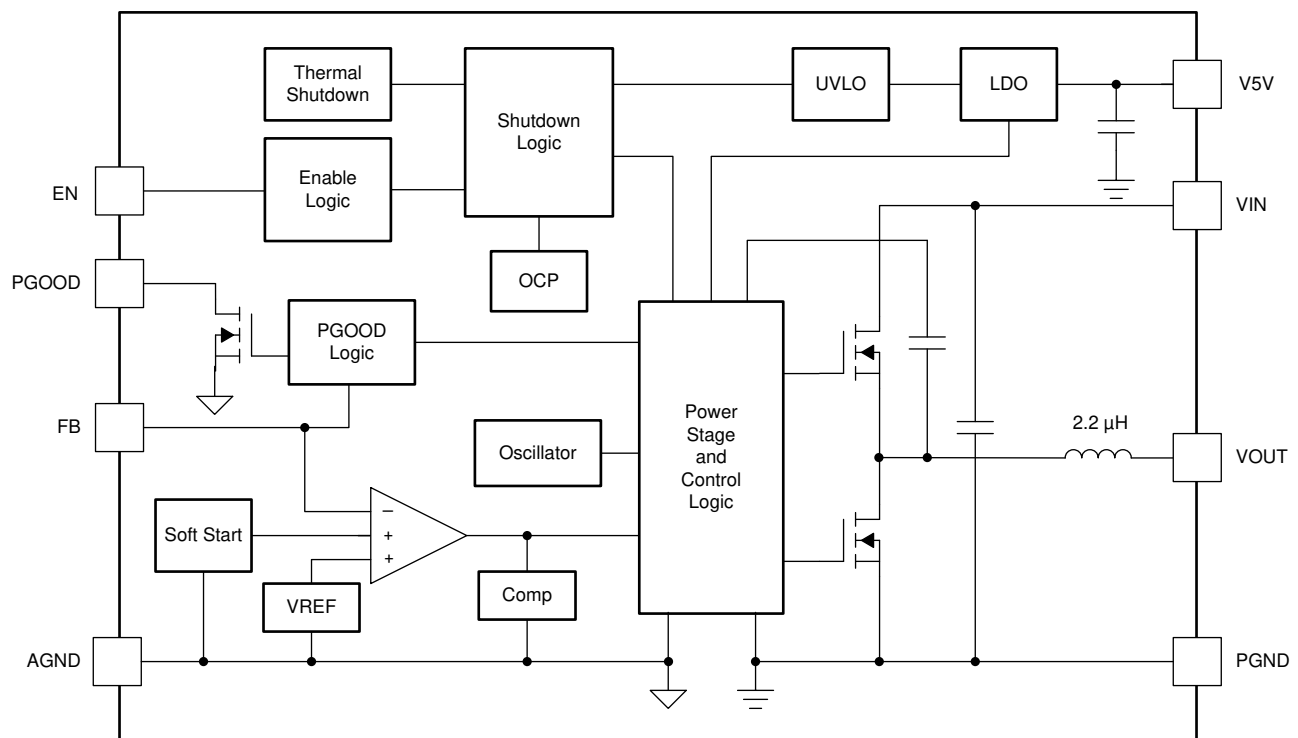 Thermal
Shutdown
Shutdown
Logic
UVLO
LDO
V5V
EN
Enable
Logic
VIN
PGOOD
OCP
PGOOD
Logic
FB
Oscillator
Power
Stage
and
Control
Logic
2.2 µH
VOUT
Soft Start
–
+
+
VREF
Comp
AGND
PGND